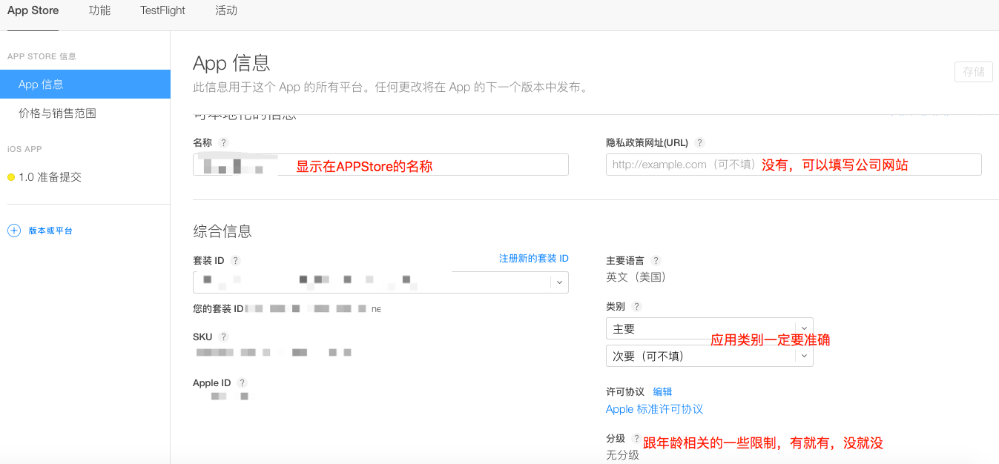 App Store 功能 TestFlight 活动
APP STORE 信息
App 信息
价格与销售范围
iOS APP
1.0 准备提交
版本或平台
App 信息
此信息用于这个 App 的所有平台。任何更改将在 App 的下一个版本中发布。
存储
可本地化的信息
名称 ?
显示在APPStore的名称
隐私政策网址(URL) ?
http://example.com（可不填） 没有，可以填写公司网站
综合信息
套装 ID ? 注册新的套装 ID
您的套装 ID
SKU ?
Apple ID ?
主要语言 ?
英文（美国）
类别 ?
主要
应用类别一定要准确
次要（可不填）
许可协议 编辑
Apple 标准许可协议
分级 ? 跟年龄相关的一些限制，有就有，没就没
无分级